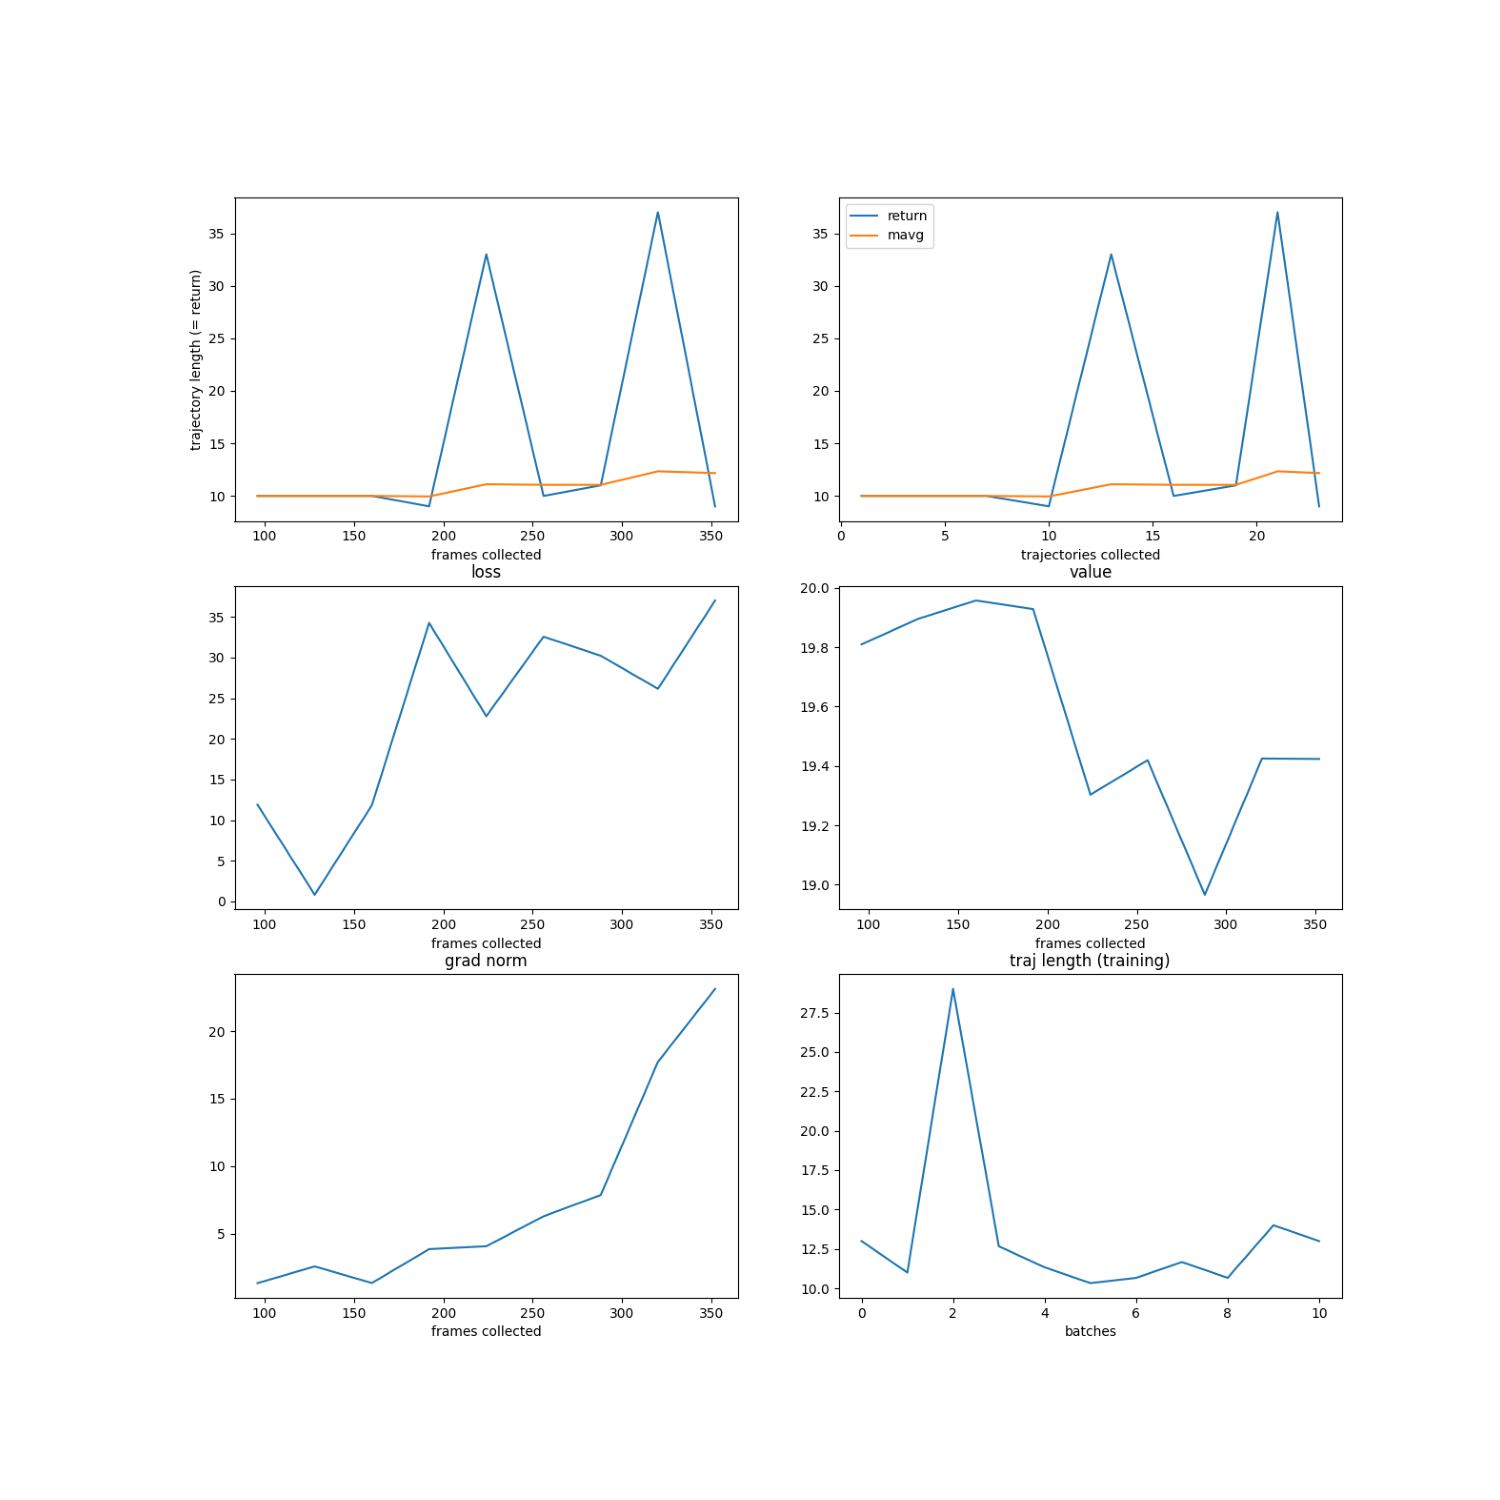 35
30
25
20
15
10
trajectory length (= return)
100 150 200 250 300 350
frames collected
return
mavg
35
30
25
20
15
10
0 5 10 15 20
trajectories collected
loss
35
30
25
20
15
10
5
0
100 150 200 250 300 350
frames collected
value
20.0
19.8
19.6
19.4
19.2
19.0
100 150 200 250 300 350
frames collected
grad norm
20
15
10
5
100 150 200 250 300 350
frames collected
traj length (training)
27.5
25.0
22.5
20.0
17.5
15.0
12.5
10.0
0 2 4 6 8 10
batches